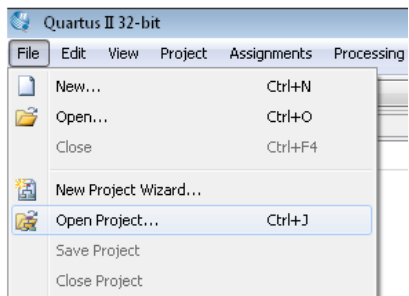 Quartus II 32-bit
File Edit View Project Assignments Processing
New... Ctrl+N
Open... Ctrl+O
Close Ctrl+F4
New Project Wizard...
Open Project... Ctrl+J
Save Project
Close Project